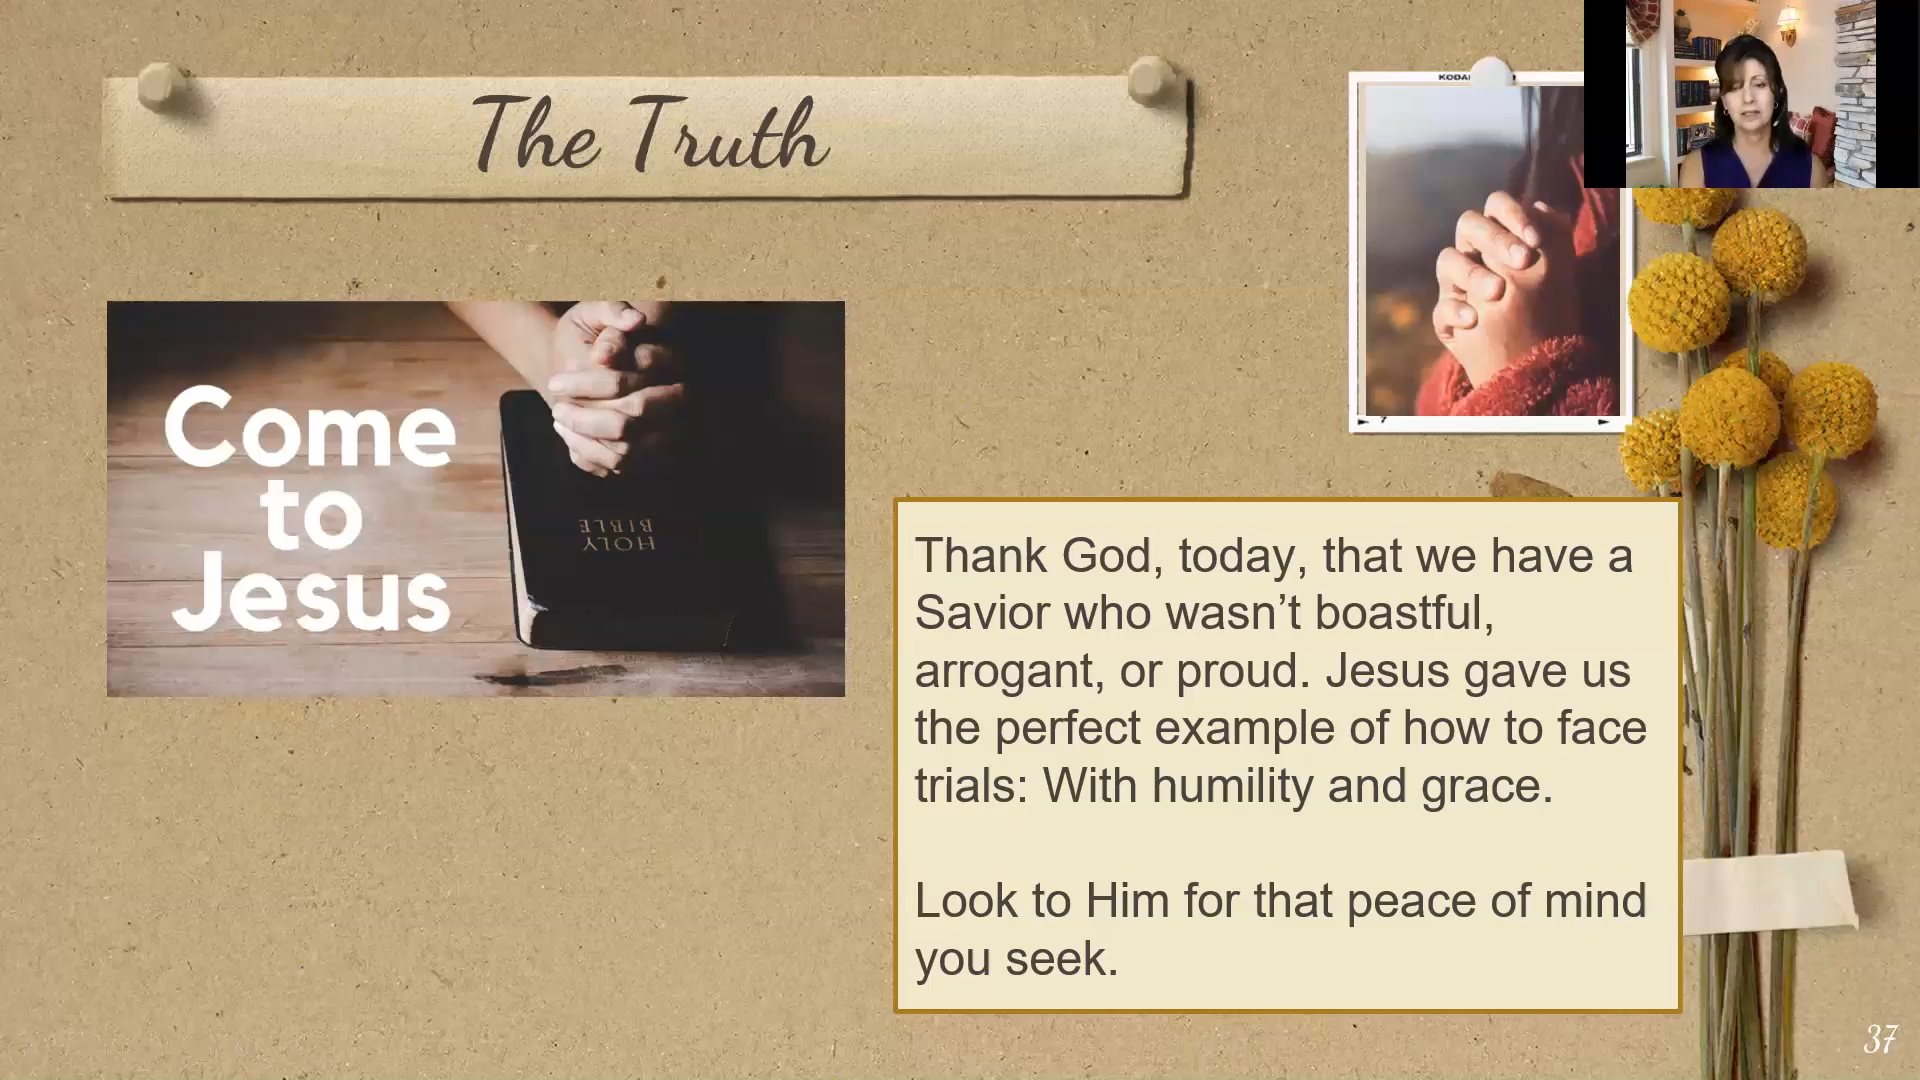 The Truth
KODA
Come
to
Jesus
HOLY
BIBLE
7
Thank God, today, that we have a
Savior who wasn’t boastful,
arrogant, or proud. Jesus gave us
the perfect example of how to face
trials: With humility and grace.
Look to Him for that peace of mind
you seek.
37